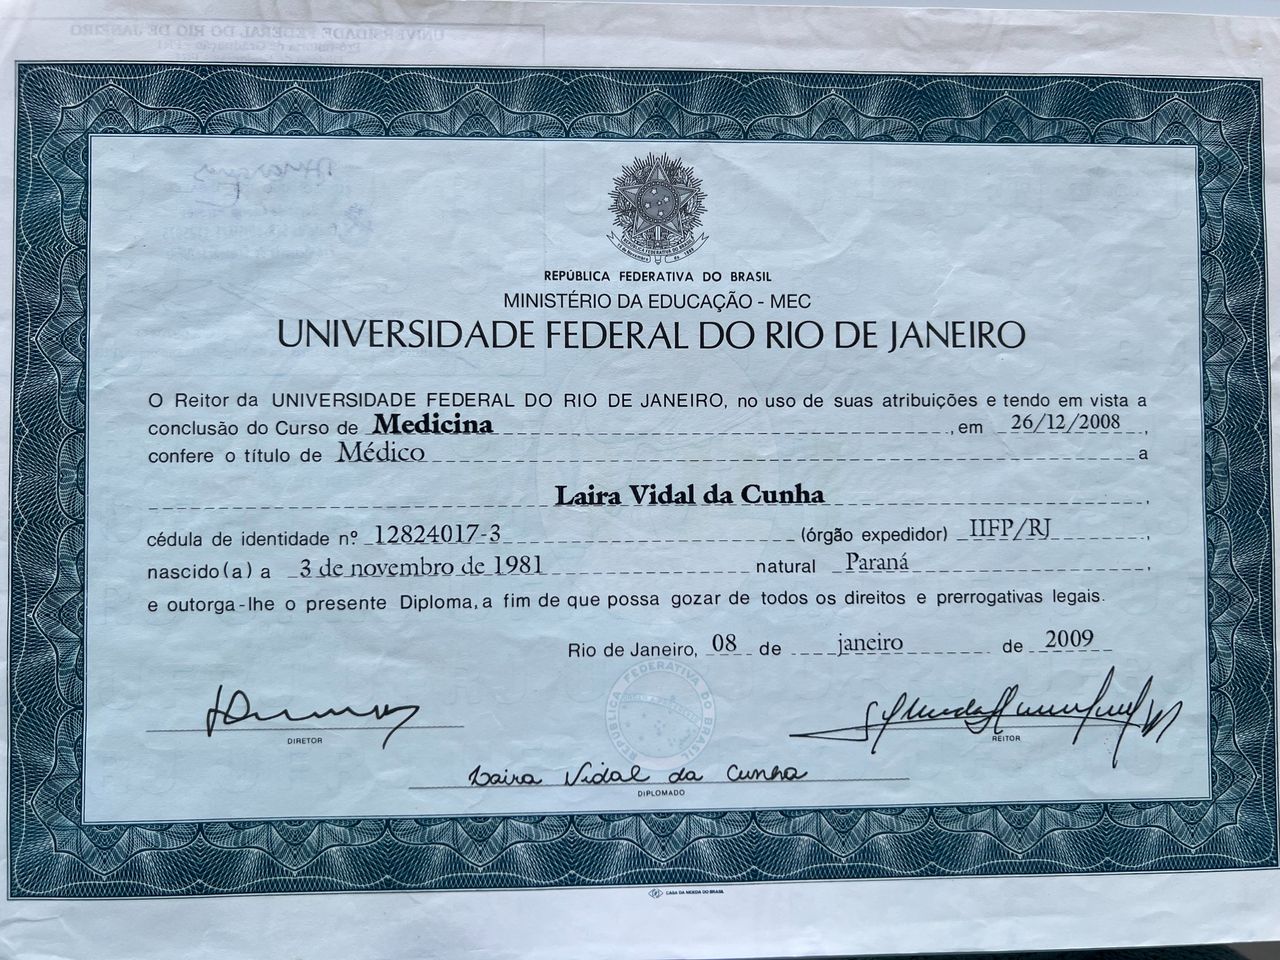 REPÚBLICA FEDERATIVA DO BRASIL
MINISTÉRIO DA EDUCAÇÃO - MEC
UNIVERSIDADE FEDERAL DO RIO DE JANEIRO
O Reitor da UNIVERSIDADE FEDERAL DO RIO DE JANEIRO, no uso de suas atribuições e tendo em vista a
conclusão do Curso de Medicina, em 26/12/2008,
confere o título de Médico a
Laira Vidal da Cunha,
cédula de identidade nº 12824017-3 (órgão expedidor) IIFP/RJ,
nascido(a) a 3 de novembro de 1981 natural Paraná,
e outorga-lhe o presente Diploma, a fim de que possa gozar de todos os direitos e prerrogativas legais.
Rio de Janeiro, 08 de janeiro de 2009
REPÚBLICA FEDERATIVA DO BRASIL
DIRETOR
REITOR
Laira Vidal da Cunha
DIPLOMADO
CASA DA MOEDA DO BRASIL